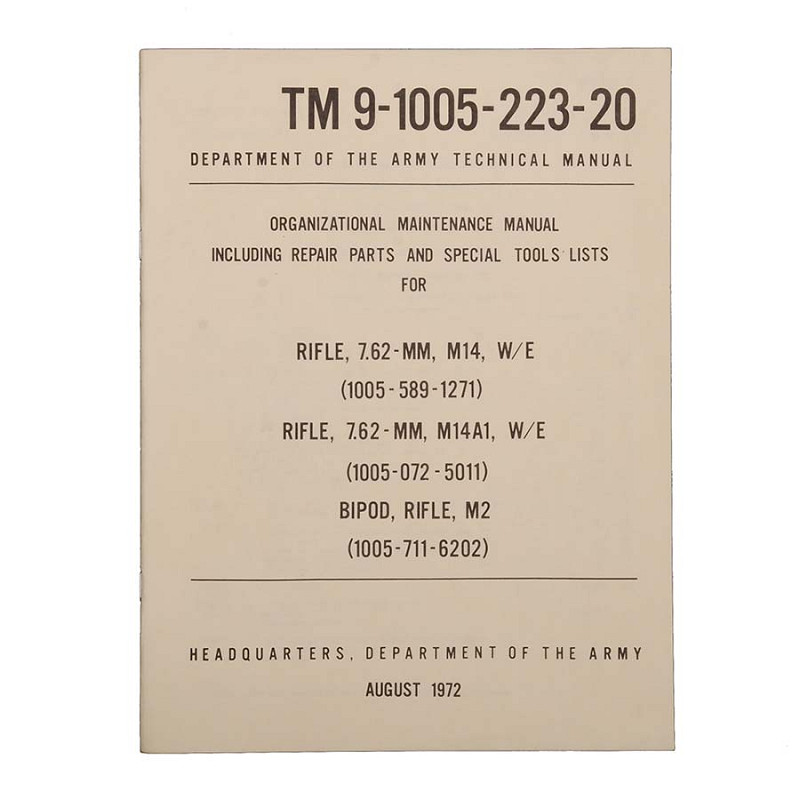 TM 9-1005-223-20
DEPARTMENT OF THE ARMY TECHNICAL MANUAL
ORGANIZATIONAL MAINTENANCE MANUAL
INCLUDING REPAIR PARTS AND SPECIAL TOOLS LISTS
FOR
RIFLE, 7.62-MM, M14, W/E
(1005-589-1271)
RIFLE, 7.62-MM, M14A1, W/E
(1005-072-5011)
BIPOD, RIFLE, M2
(1005-711-6202)
HEADQUARTERS, DEPARTMENT OF THE ARMY
AUGUST 1972